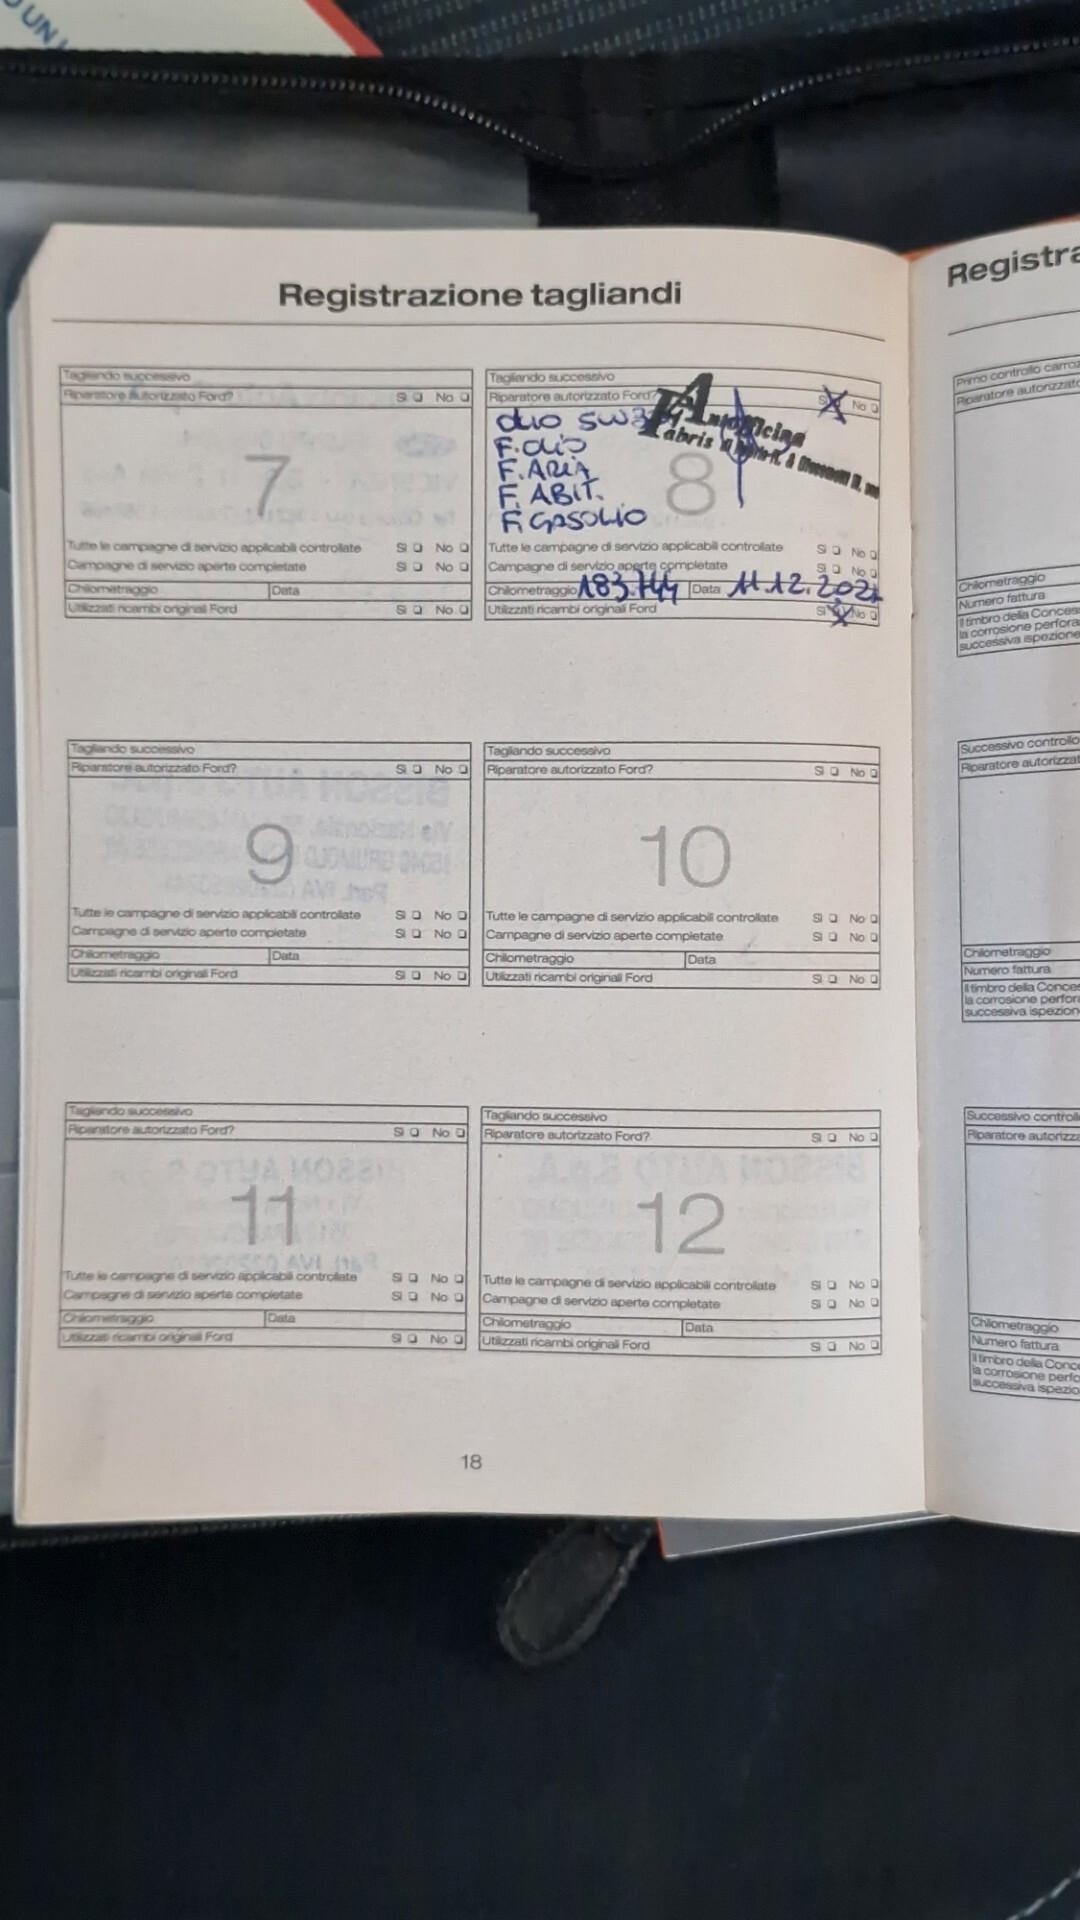 O UN
Registrazione tagliandi
Tagliando successivo
Riparatore autorizzato Ford? Sì No
7
Tutte le campagne di servizio applicabili controllate Sì No
Campagne di servizio aperte completate Sì No
Chilometraggio Data
Utilizzati ricambi originali Ford Sì No
Tagliando successivo
Riparatore autorizzato Ford? Sì No
Autofficina
Fabris
OLIO
F. OLIO
F. ARIA
F. ABIT.
F. GASOLIO
8
Tutte le campagne di servizio applicabili controllate Sì No
Campagne di servizio aperte completate Sì No
Chilometraggio 183.744 Data 11.12.2021
Utilizzati ricambi originali Ford Sì No
Tagliando successivo
Riparatore autorizzato Ford? Sì No
9
Tutte le campagne di servizio applicabili controllate Sì No
Campagne di servizio aperte completate Sì No
Chilometraggio Data
Utilizzati ricambi originali Ford Sì No
Tagliando successivo
Riparatore autorizzato Ford? Sì No
10
Tutte le campagne di servizio applicabili controllate Sì No
Campagne di servizio aperte completate Sì No
Chilometraggio Data
Utilizzati ricambi originali Ford Sì No
Tagliando successivo
Riparatore autorizzato Ford? Sì No
11
Tutte le campagne di servizio applicabili controllate Sì No
Campagne di servizio aperte completate Sì No
Chilometraggio Data
Utilizzati ricambi originali Ford Sì No
Tagliando successivo
Riparatore autorizzato Ford? Sì No
12
Tutte le campagne di servizio applicabili controllate Sì No
Campagne di servizio aperte completate Sì No
Chilometraggio Data
Utilizzati ricambi originali Ford Sì No
18
Registra
Primo controllo carroz
Riparatore autorizzato
Chilometraggio
Numero fattura
Il timbro della Conces
la corrosione perfora
successiva ispezione
Successivo controllo
Riparatore autorizzat
Chilometraggio
Numero fattura
Il timbro della Conces
la corrosione perfor
successiva ispezion
Successivo controll
Riparatore autorizza
Chilometraggio
Numero fattura
Il timbro della Conc
la corrosione perfo
successiva ispezio